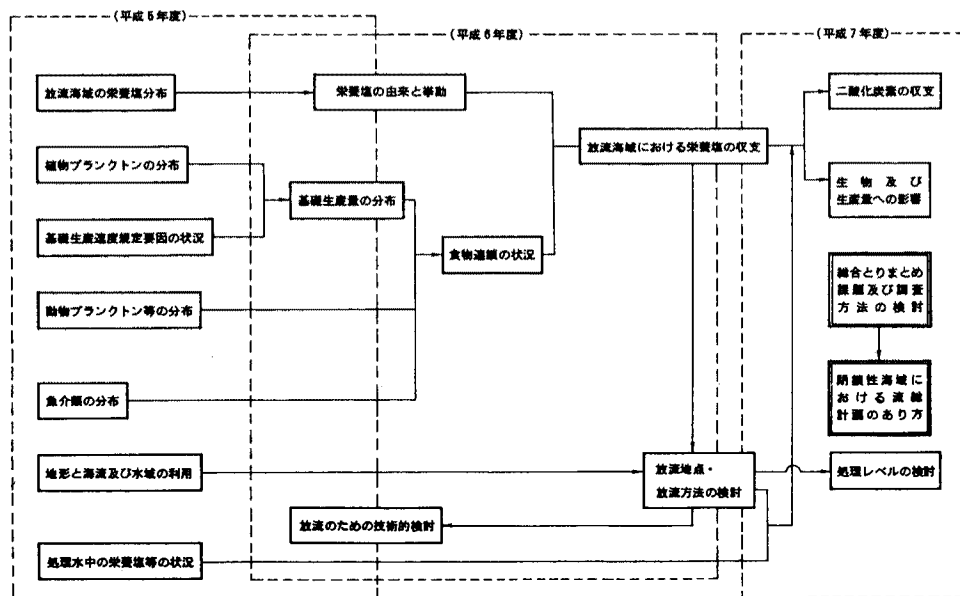 (平成5年度)
(平成6年度)
(平成7年度)
放流海域の栄養塩分布
栄養塩の由来と挙動
二酸化炭素の収支
放流海域における栄養塩の収支
植物プランクトンの分布
生物及び
生産量への影響
基礎生産量の分布
基礎生産速度規定要因の状況
食物連鎖の状況
総合とりまとめ
課題及び調査
方法の検討
動物プランクトン等の分布
閉鎖性海域に
おける流総
計画のあり方
魚介類の分布
地形と海流及び水域の利用
放流地点・
放流方法の検討
処理レベルの検討
放流のための技術的検討
処理水中の栄養塩等の状況